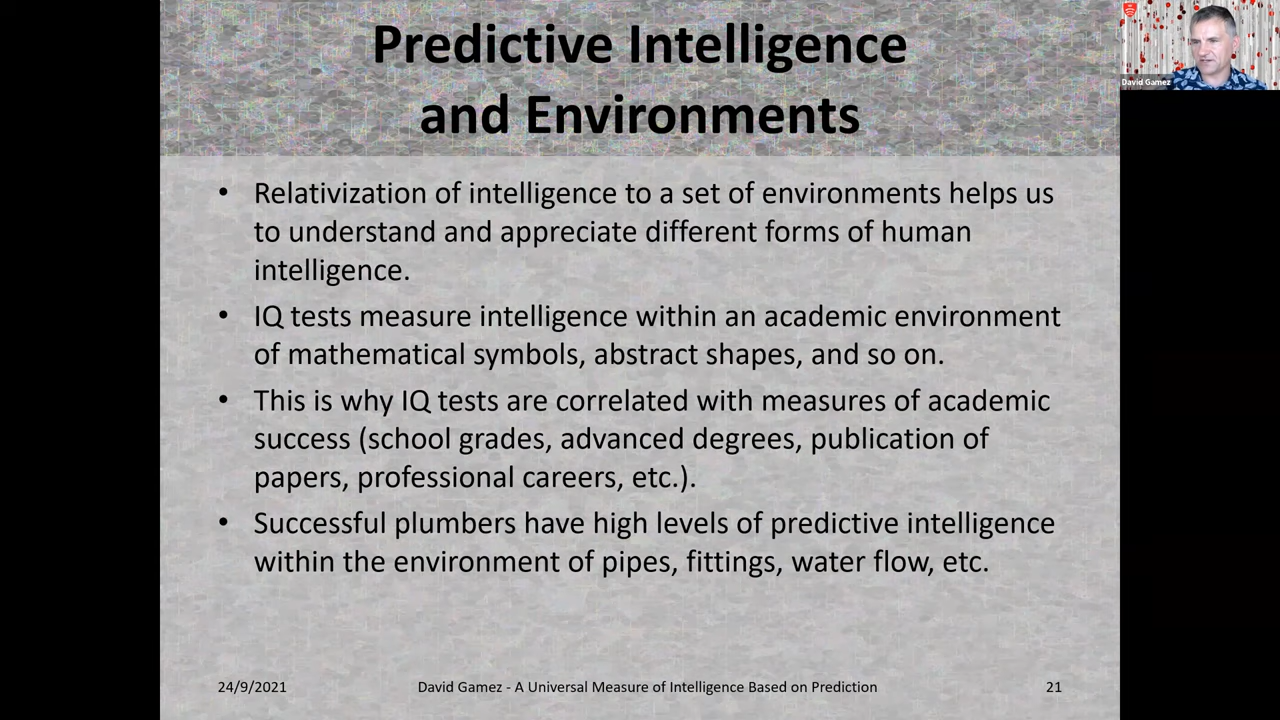 Predictive Intelligence
and Environments
David Gamez
• Relativization of intelligence to a set of environments helps us
to understand and appreciate different forms of human
intelligence.
• IQ tests measure intelligence within an academic environment
of mathematical symbols, abstract shapes, and so on.
• This is why IQ tests are correlated with measures of academic
success (school grades, advanced degrees, publication of
papers, professional careers, etc.).
• Successful plumbers have high levels of predictive intelligence
within the environment of pipes, fittings, water flow, etc.
24/9/2021 David Gamez - A Universal Measure of Intelligence Based on Prediction 21